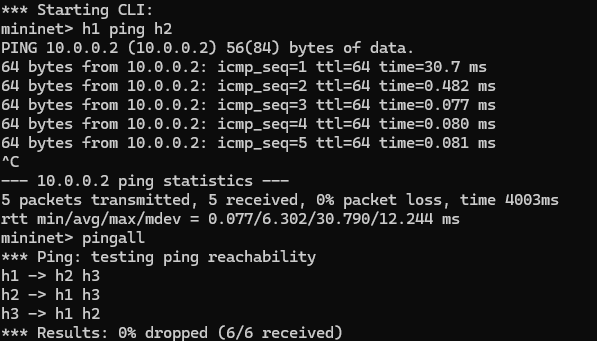 *** Starting CLI:
mininet> h1 ping h2
PING 10.0.0.2 (10.0.0.2) 56(84) bytes of data.
64 bytes from 10.0.0.2: icmp_seq=1 ttl=64 time=30.7 ms
64 bytes from 10.0.0.2: icmp_seq=2 ttl=64 time=0.482 ms
64 bytes from 10.0.0.2: icmp_seq=3 ttl=64 time=0.077 ms
64 bytes from 10.0.0.2: icmp_seq=4 ttl=64 time=0.080 ms
64 bytes from 10.0.0.2: icmp_seq=5 ttl=64 time=0.081 ms
^C
--- 10.0.0.2 ping statistics ---
5 packets transmitted, 5 received, 0% packet loss, time 4003ms
rtt min/avg/max/mdev = 0.077/6.302/30.790/12.244 ms
mininet> pingall
*** Ping: testing ping reachability
h1 -> h2 h3
h2 -> h1 h3
h3 -> h1 h2
*** Results: 0% dropped (6/6 received)